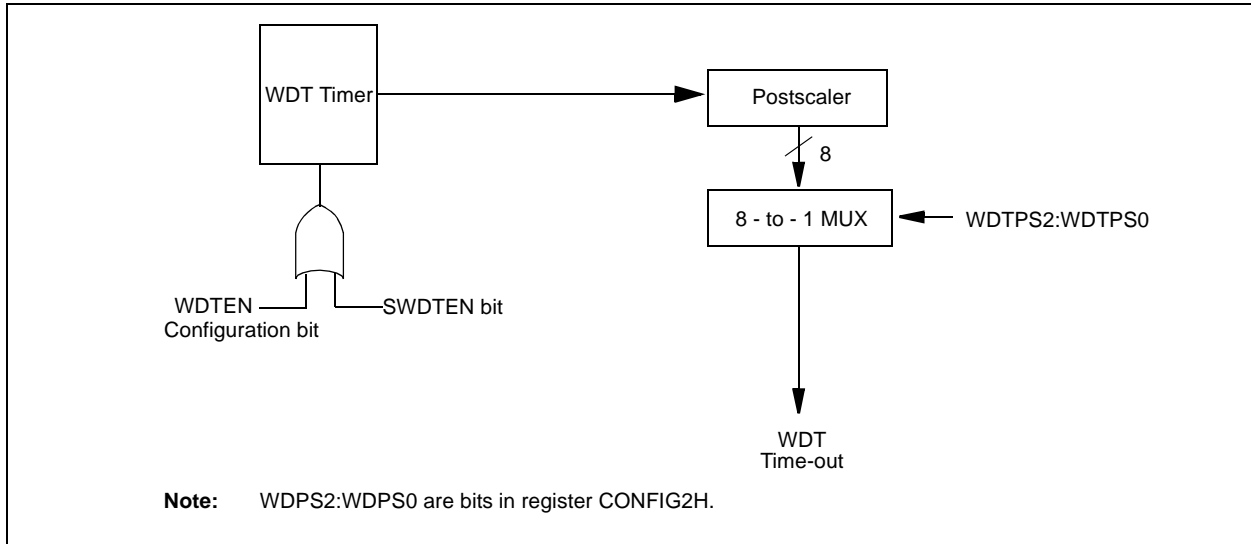 WDT Timer
Postscaler
8
8 - to - 1 MUX
WDTPS2:WDTPS0
WDTEN
Configuration bit
SWDTEN bit
WDT
Time-out
Note: WDPS2:WDPS0 are bits in register CONFIG2H.